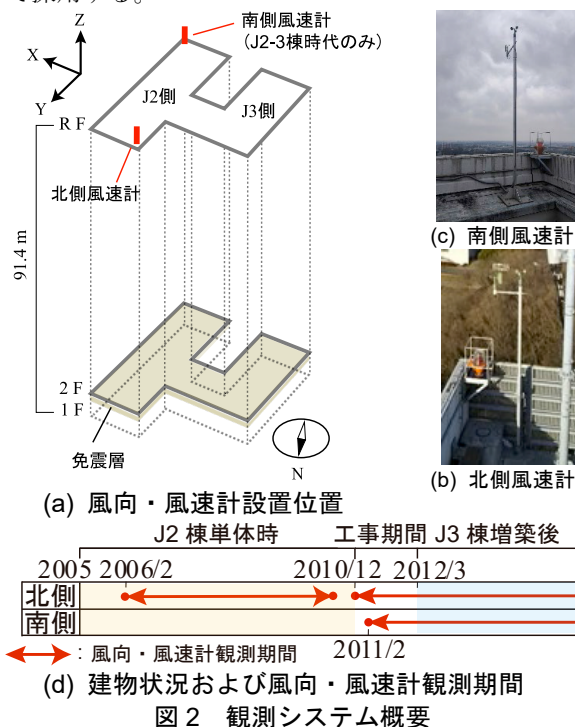 て採用する。
Z
X
Y
南側風速計
(J2-3棟時代のみ)
J2側
J3側
R F
北側風速計
91.4 m
2 F
1 F
免震層
N
(c) 南側風速計
(b) 北側風速計
(a) 風向・風速計設置位置
J2 棟単体時 工事期間 J3 棟増築後
2005 2006/2 2010/12 2012/3
北側
南側
：風向・風速計観測期間
2011/2
(d) 建物状況および風向・風速計観測期間
図 2 観測システム概要